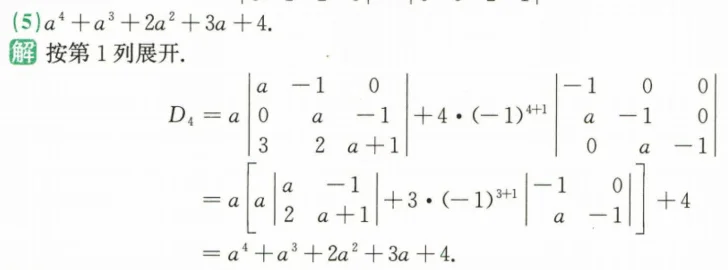 (5) a⁴ + a³ + 2a² + 3a + 4.
解 按第 1 列展开.
D₄ = a | a −1 0 ; 0 a −1 ; 3 2 a+1 | + 4 · (−1)⁴⁺¹ | −1 0 0 ; a −1 0 ; 0 a −1 |
= a [ a | a −1 ; 2 a+1 | + 3 · (−1)³⁺¹ | −1 0 ; a −1 | ] + 4
= a⁴ + a³ + 2a² + 3a + 4.